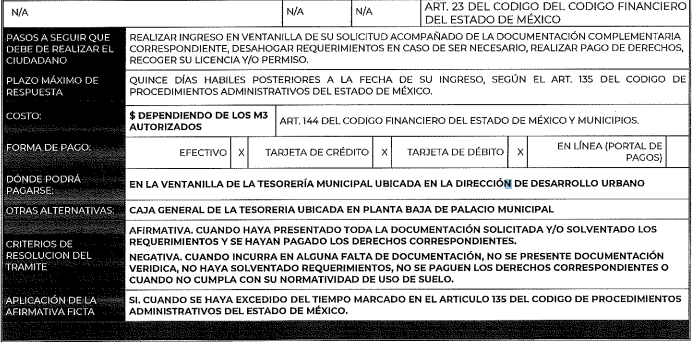 N/A N/A N/A ART. 23 DEL CODIGO DEL CODIGO FINANCIERO
DEL ESTADO DE MÉXICO
PASOS A SEGUIR QUE
DEBE DE REALIZAR EL
CIUDADANO
REALIZAR INGRESO EN VENTANILLA DE SU SOLICITUD ACOMPAÑADO DE LA DOCUMENTACIÓN COMPLEMENTARIA
CORRESPONDIENTE, DESAHOGAR REQUERIMIENTOS EN CASO DE SER NECESARIO, REALIZAR PAGO DE DERECHOS,
RECOGER SU LICENCIA Y/O PERMISO.
PLAZO MÁXIMO DE
RESPUESTA
QUINCE DÍAS HABILES POSTERIORES A LA FECHA DE SU INGRESO, SEGÚN EL ART. 135 DEL CODIGO DE
PROCEDIMIENTOS ADMINISTRATIVOS DEL ESTADO DE MÉXICO.
COSTO:
$ DEPENDIENDO DE LOS M3
AUTORIZADOS
ART. 144 DEL CODIGO FINANCIERO DEL ESTADO DE MÉXICO Y MUNICIPIOS.
FORMA DE PAGO:
EFECTIVO X TARJETA DE CRÉDITO X TARJETA DE DÉBITO X EN LÍNEA (PORTAL DE
PAGOS)
DÓNDE PODRÁ
PAGARSE:
EN LA VENTANILLA DE LA TESORERÍA MUNICIPAL UBICADA EN LA DIRECCIÓN DE DESARROLLO URBANO
OTRAS ALTERNATIVAS: CAJA GENERAL DE LA TESORERIA UBICADA EN PLANTA BAJA DE PALACIO MUNICIPAL
CRITERIOS DE
RESOLUCION DEL
TRAMITE
AFIRMATIVA. CUANDO HAYA PRESENTADO TODA LA DOCUMENTACIÓN SOLICITADA Y/O SOLVENTADO LOS
REQUERIMIENTOS Y SE HAYAN PAGADO LOS DERECHOS CORRESPONDIENTES.
NEGATIVA. CUANDO INCURRA EN ALGUNA FALTA DE DOCUMENTACIÓN, NO SE PRESENTE DOCUMENTACIÓN
VERIDICA, NO HAYA SOLVENTADO REQUERIMIENTOS, NO SE PAGUEN LOS DERECHOS CORRESPONDIENTES O
CUANDO NO CUMPLA CON SU NORMATIVIDAD DE USO DE SUELO.
APLICACIÓN DE LA
AFIRMATIVA FICTA
SI. CUANDO SE HAYA EXCEDIDO DEL TIEMPO MARCADO EN EL ARTICULO 135 DEL CODIGO DE PROCEDIMIENTOS
ADMINISTRATIVOS DEL ESTADO DE MÉXICO.